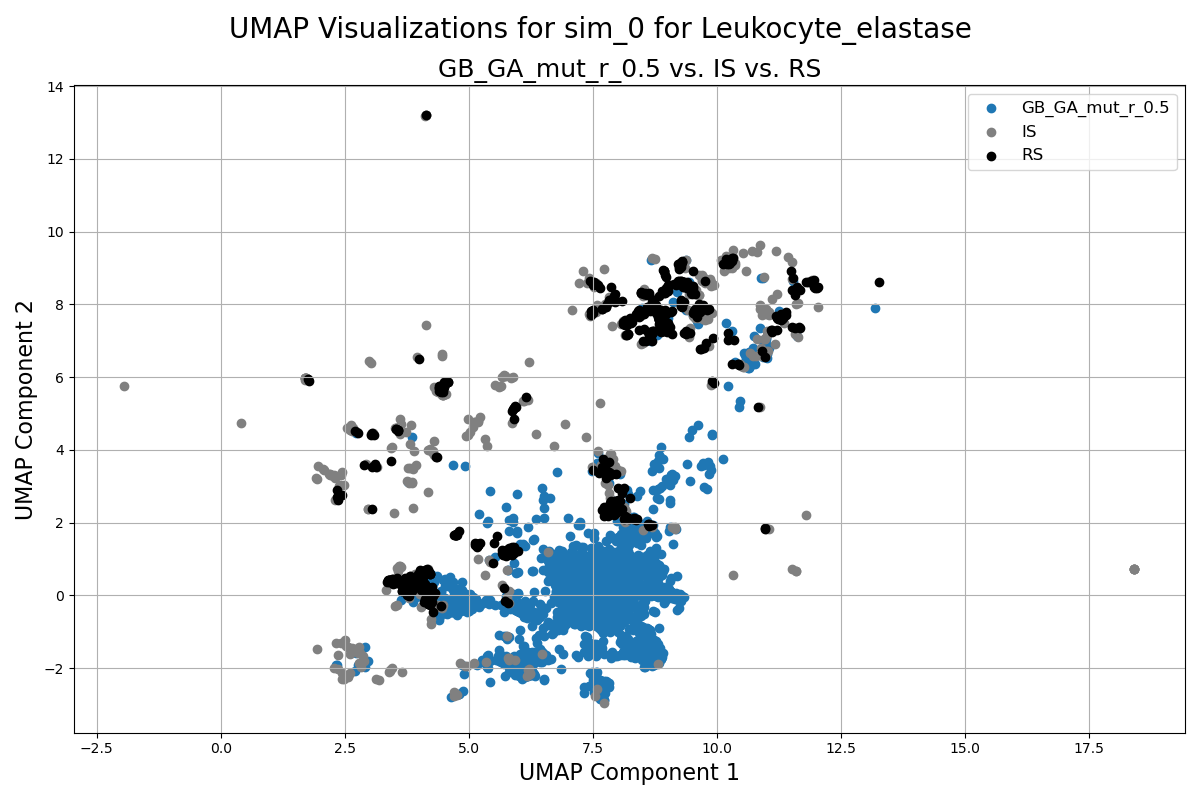 UMAP Visualizations for sim_0 for Leukocyte_elastase
GB_GA_mut_r_0.5 vs. IS vs. RS
GB_GA_mut_r_0.5
IS
RS
UMAP Component 2
14
12
10
8
6
4
2
0
−2
−2.5 0.0 2.5 5.0 7.5 10.0 12.5 15.0 17.5
UMAP Component 1